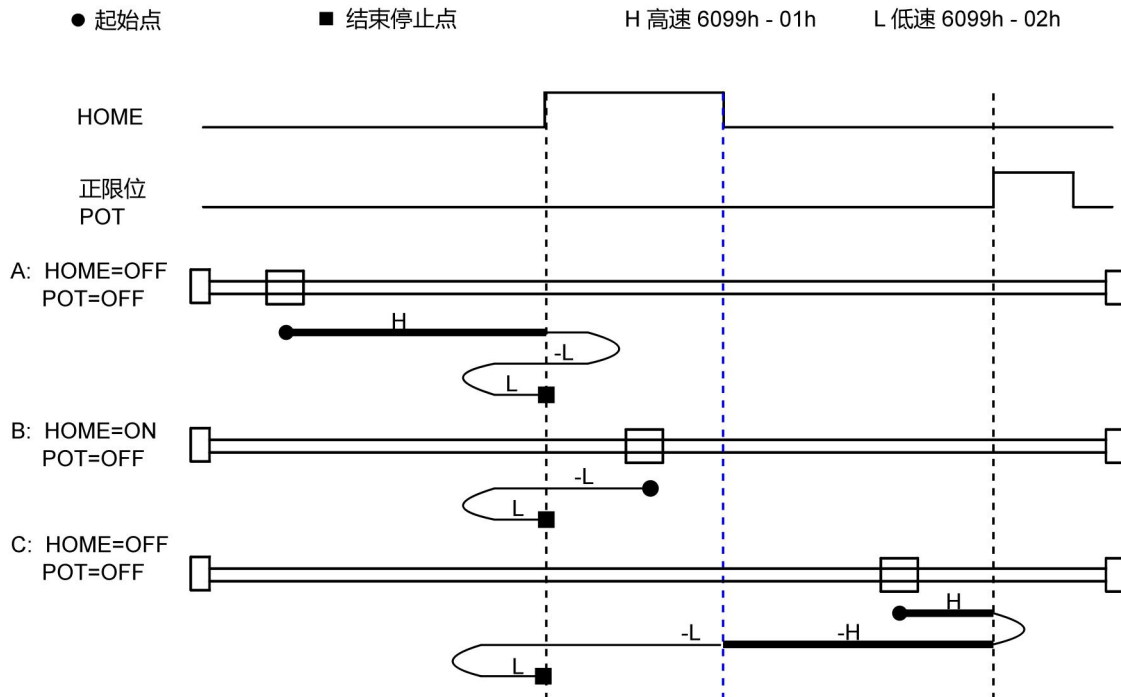 ● 起始点 ■ 结束停止点 H 高速 6099h - 01h L 低速 6099h - 02h
HOME
正限位
POT
A: HOME=OFF
POT=OFF
H
-L
L
B: HOME=ON
POT=OFF
-L
L
C: HOME=OFF
POT=OFF
H
-L -H
L